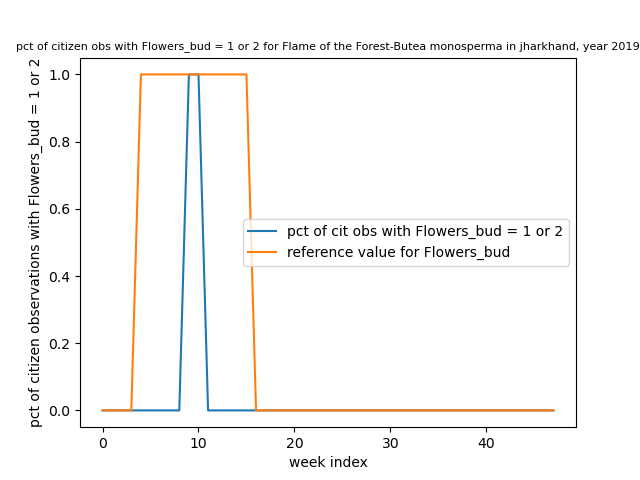 pct of citizen obs with Flowers_bud = 1 or 2 for Flame of the Forest-Butea monosperma in jharkhand, year 2019
pct of citizen observations with Flowers_bud = 1 or 2
1.0
0.8
0.6
0.4
0.2
0.0
pct of cit obs with Flowers_bud = 1 or 2
reference value for Flowers_bud
0 10 20 30 40
week index